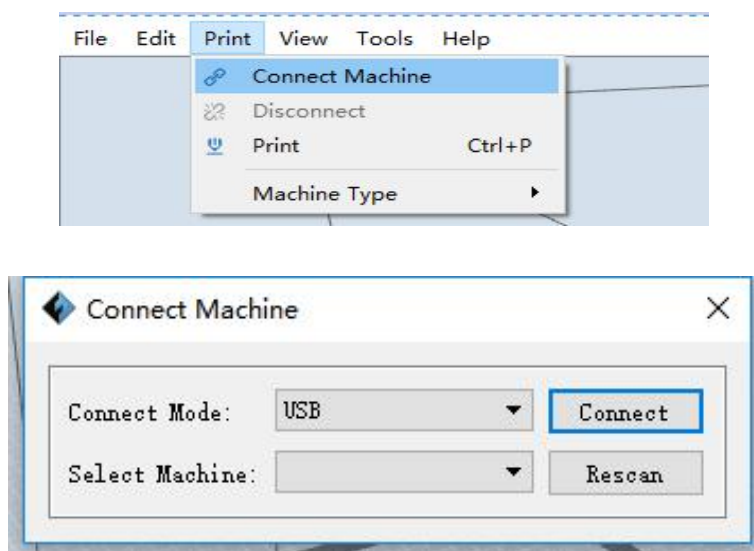 File Edit Print View Tools Help
Connect Machine
Disconnect
Print Ctrl+P
Machine Type
Connect Machine
Connect Mode: USB Connect
Select Machine: Rescan